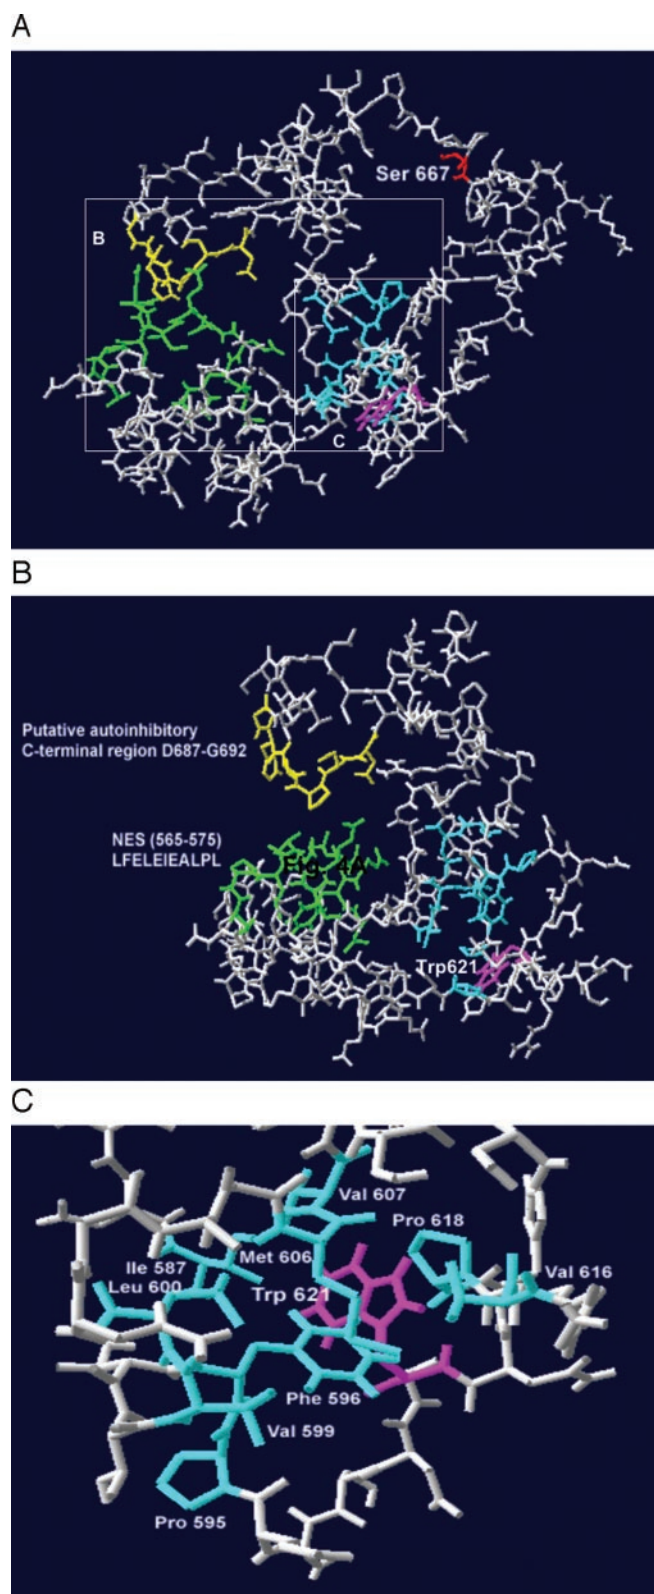 A
Ser 667
B
C
B
Putative autoinhibitory
C-terminal region D687-G692
NES (565-575)
LFELEIEALPL
Fig. 4A
Trp621
C
Val 607
Pro 618
Ile 587
Met 606
Val 616
Leu 600
Trp 621
Phe 596
Val 599
Pro 595